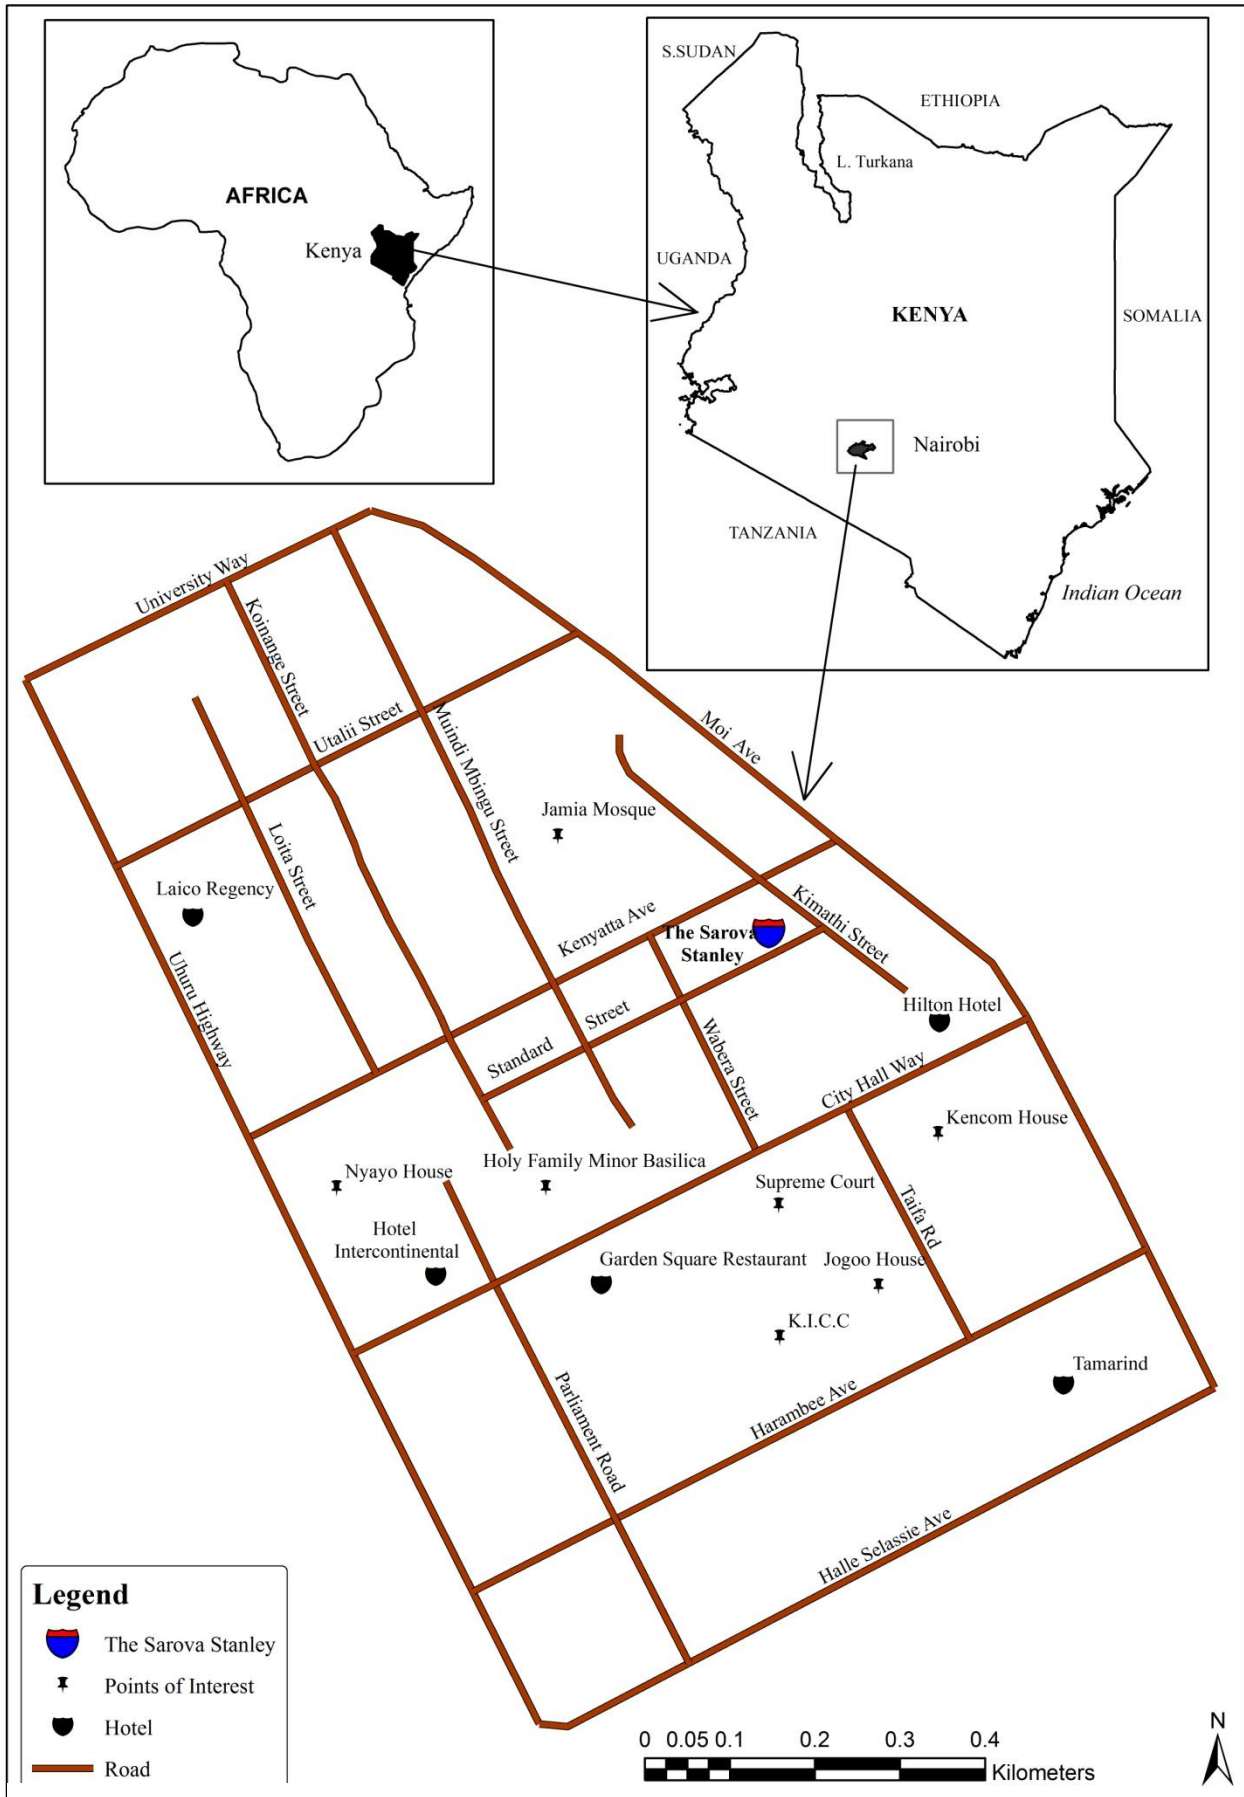 AFRICA
Kenya
S.SUDAN
ETHIOPIA
L. Turkana
UGANDA
KENYA
SOMALIA
Nairobi
TANZANIA
Indian Ocean
University Way
Koinange Street
Utalii Street
Muindi Mbingu Street
Moi Ave
Jamia Mosque
Loita Street
Laico Regency
Kenyatta Ave
Kimathi Street
The Sarova
Stanley
Uhuru Highway
Standard Street
Wabera Street
Hilton Hotel
City Hall Way
Kencom House
Nyayo House
Holy Family Minor Basilica
Supreme Court
Taifa Rd
Hotel
Intercontinental
Garden Square Restaurant
Jogoo House
K.I.C.C
Parliament Road
Harambee Ave
Tamarind
Halle Selassie Ave
Legend
The Sarova Stanley
Points of Interest
Hotel
Road
0 0.05 0.1 0.2 0.3 0.4
Kilometers
N